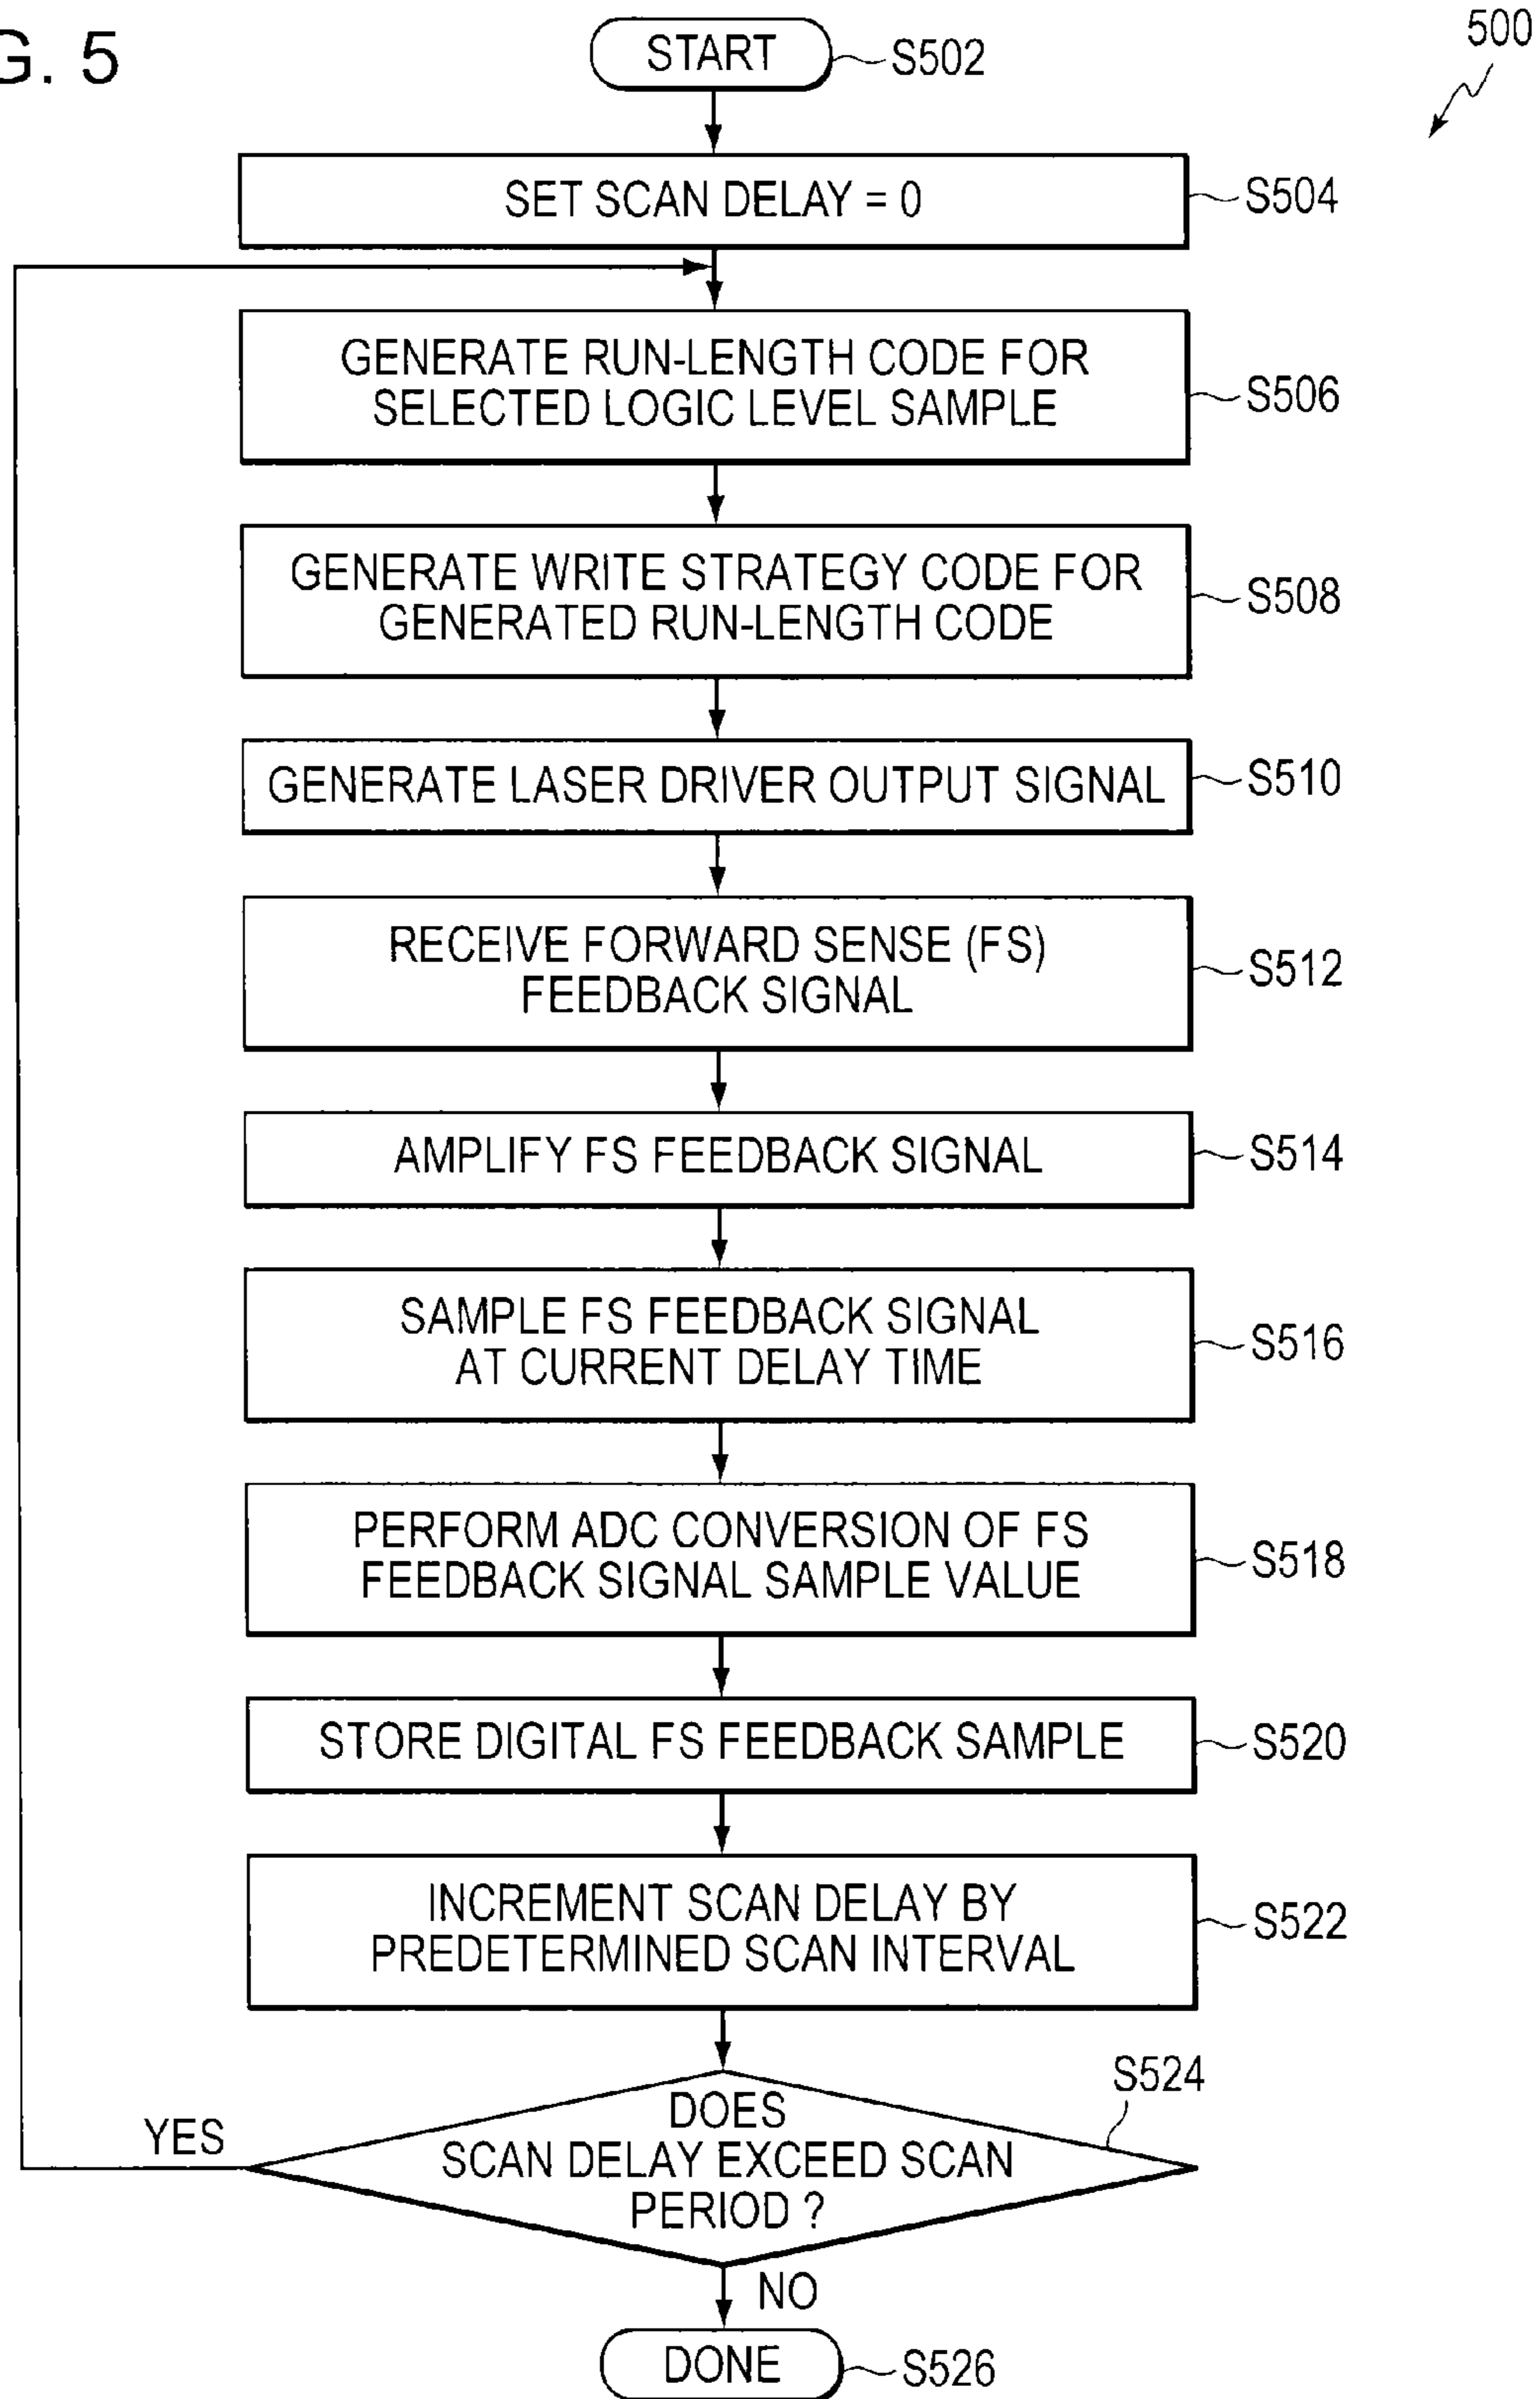 G. 5
500
START
S502
SET SCAN DELAY = 0
S504
GENERATE RUN-LENGTH CODE FOR
SELECTED LOGIC LEVEL SAMPLE
S506
GENERATE WRITE STRATEGY CODE FOR
GENERATED RUN-LENGTH CODE
S508
GENERATE LASER DRIVER OUTPUT SIGNAL
S510
RECEIVE FORWARD SENSE (FS)
FEEDBACK SIGNAL
S512
AMPLIFY FS FEEDBACK SIGNAL
S514
SAMPLE FS FEEDBACK SIGNAL
AT CURRENT DELAY TIME
S516
PERFORM ADC CONVERSION OF FS
FEEDBACK SIGNAL SAMPLE VALUE
S518
STORE DIGITAL FS FEEDBACK SAMPLE
S520
INCREMENT SCAN DELAY BY
PREDETERMINED SCAN INTERVAL
S522
S524
DOES
SCAN DELAY EXCEED SCAN
PERIOD ?
YES
NO
DONE
S526